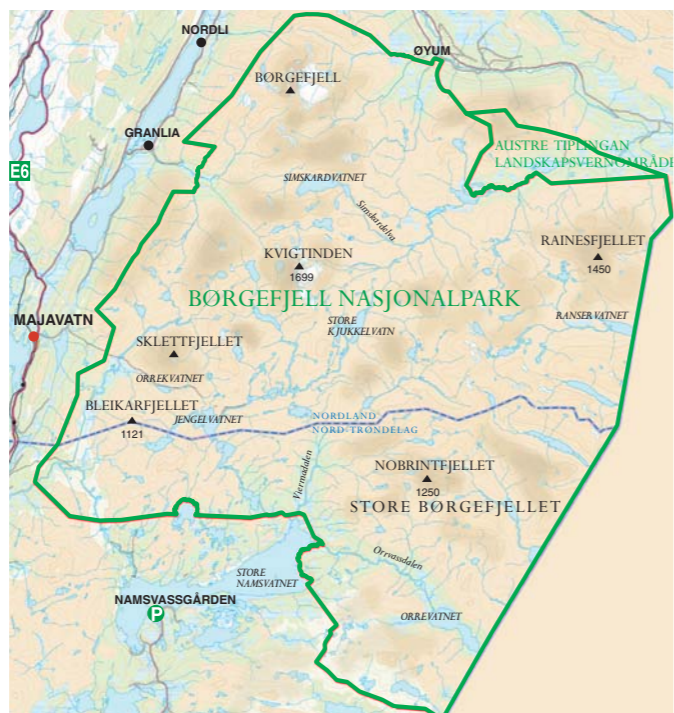 NORDLI
ØYUM
BØRGEFJELL
GRANLIA
AUSTRE TIPLINGAN
LANDSKAPSVERNOMRÅDE
E6
SIMSKARDVATNET
Simskardelva
RAINESFJELLET
1450
KVIGTINDEN
1699
BØRGEFJELL NASJONALPARK
RANSERVATNET
MAJAVATN
STORE
KJUKKELVATN
SKLETTFJELLET
ORREKVATNET
BLEIKARFJELLET
1121
JENGELVATNET
NORDLAND
NORD-TRØNDELAG
NOBRINTFJELLET
1250
Viermadalen
STORE BØRGEFJELLET
Orrvassdalen
STORE
NAMSVATNET
NAMSVASSGÅRDEN
P
ORREVATNET